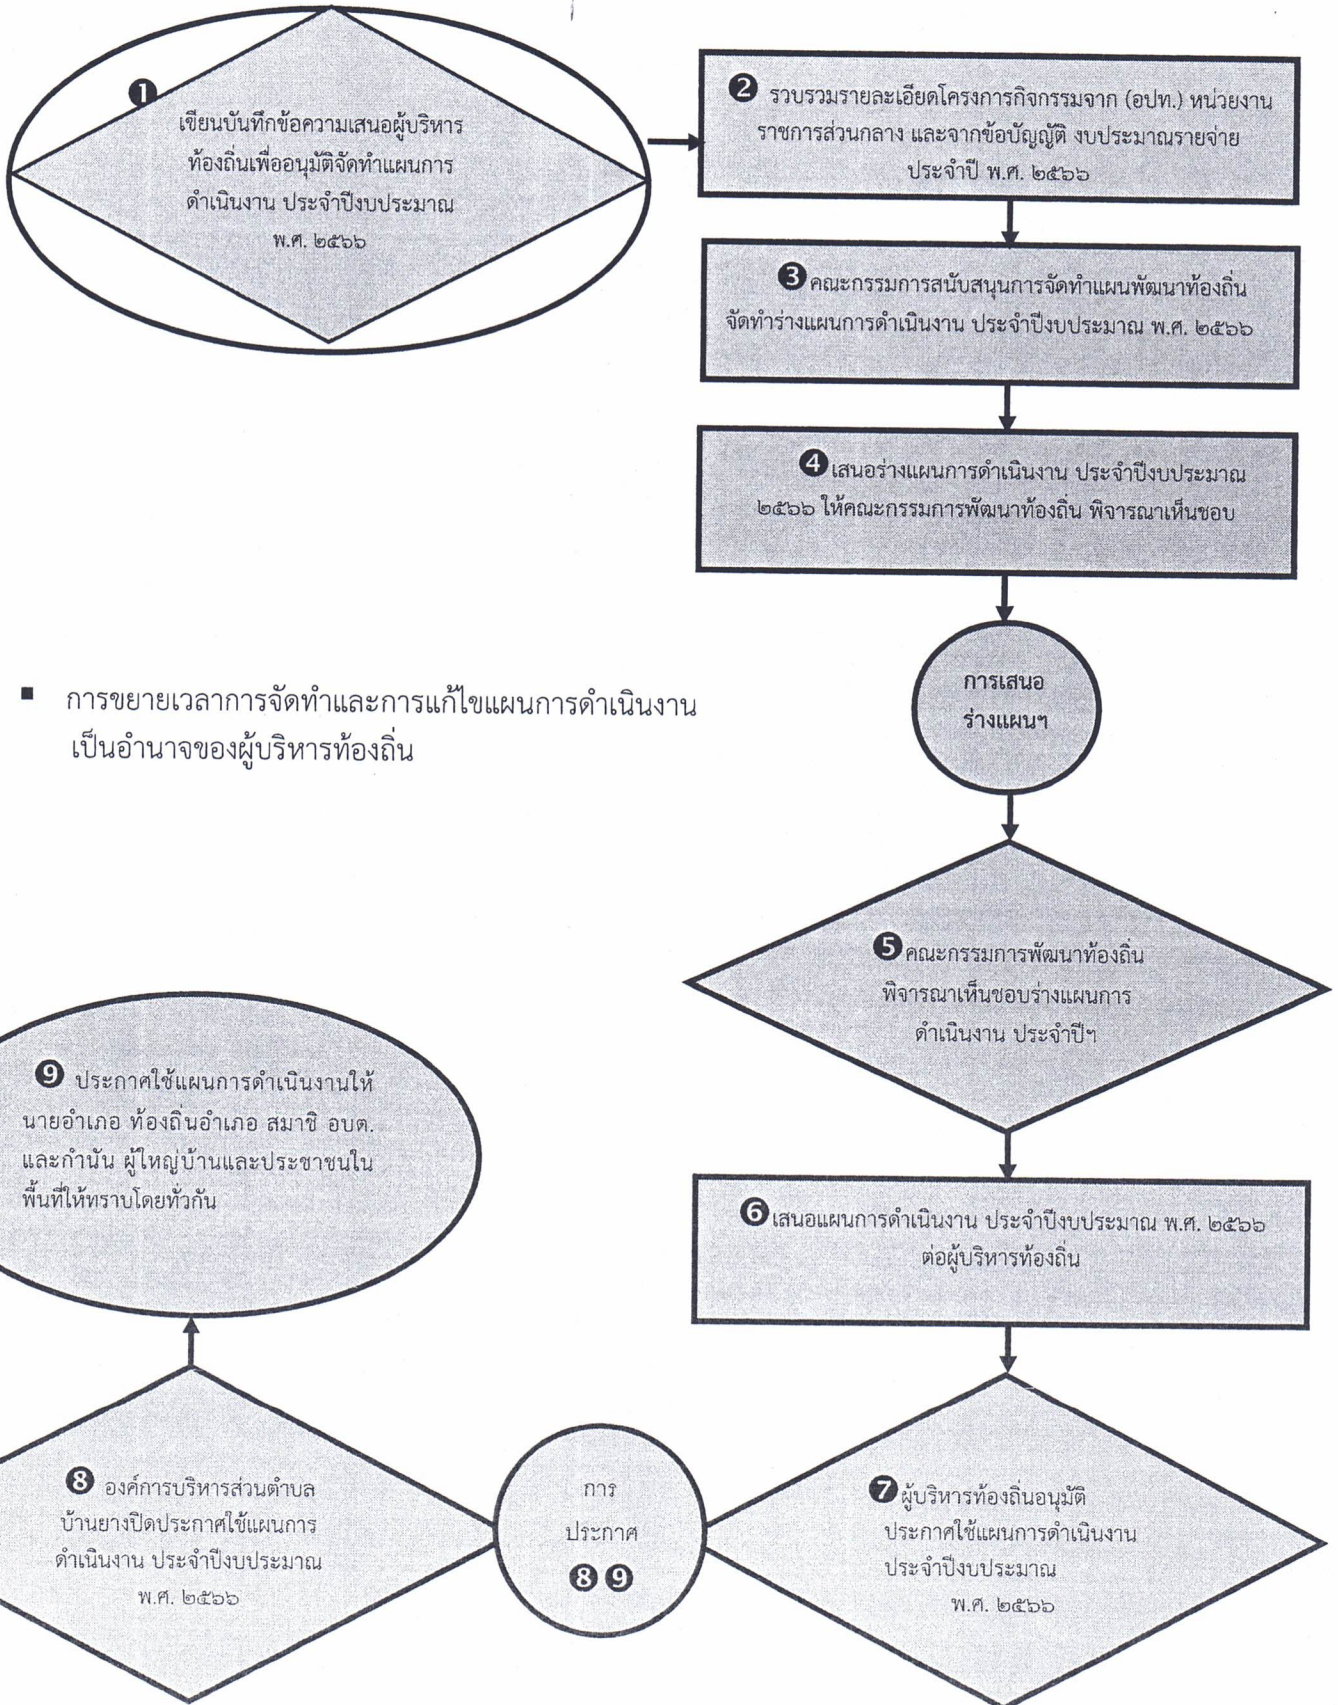 ❶
เขียนบันทึกข้อความเสนอผู้บริหาร
ท้องถิ่นเพื่ออนุมัติจัดทำแผนการ
ดำเนินงาน ประจำปีงบประมาณ
พ.ศ. ๒๕๖๖
❷ รวบรวมรายละเอียดโครงการกิจกรรมจาก (อปท.) หน่วยงาน
ราชการส่วนกลาง และจากข้อบัญญัติ งบประมาณรายจ่าย
ประจำปี พ.ศ. ๒๕๖๖
❸ คณะกรรมการสนับสนุนการจัดทำแผนพัฒนาท้องถิ่น
จัดทำร่างแผนการดำเนินงาน ประจำปีงบประมาณ พ.ศ. ๒๕๖๖
❹ เสนอร่างแผนการดำเนินงาน ประจำปีงบประมาณ
๒๕๖๖ ให้คณะกรรมการพัฒนาท้องถิ่น พิจารณาเห็นชอบ
การเสนอ
ร่างแผนฯ
▪ การขยายเวลาการจัดทำและการแก้ไขแผนการดำเนินงาน
เป็นอำนาจของผู้บริหารท้องถิ่น
❺ คณะกรรมการพัฒนาท้องถิ่น
พิจารณาเห็นชอบร่างแผนการ
ดำเนินงาน ประจำปีฯ
❻ เสนอแผนการดำเนินงาน ประจำปีงบประมาณ พ.ศ. ๒๕๖๖
ต่อผู้บริหารท้องถิ่น
❼ ผู้บริหารท้องถิ่นอนุมัติ
ประกาศใช้แผนการดำเนินงาน
ประจำปีงบประมาณ
พ.ศ. ๒๕๖๖
การ
ประกาศ
❽ ❾
❽ องค์การบริหารส่วนตำบล
บ้านยางปิดประกาศใช้แผนการ
ดำเนินงาน ประจำปีงบประมาณ
พ.ศ. ๒๕๖๖
❾ ประกาศใช้แผนการดำเนินงานให้
นายอำเภอ ท้องถิ่นอำเภอ สมาชิ อบต.
และกำนัน ผู้ใหญ่บ้านและประชาชนใน
พื้นที่ให้ทราบโดยทั่วกัน